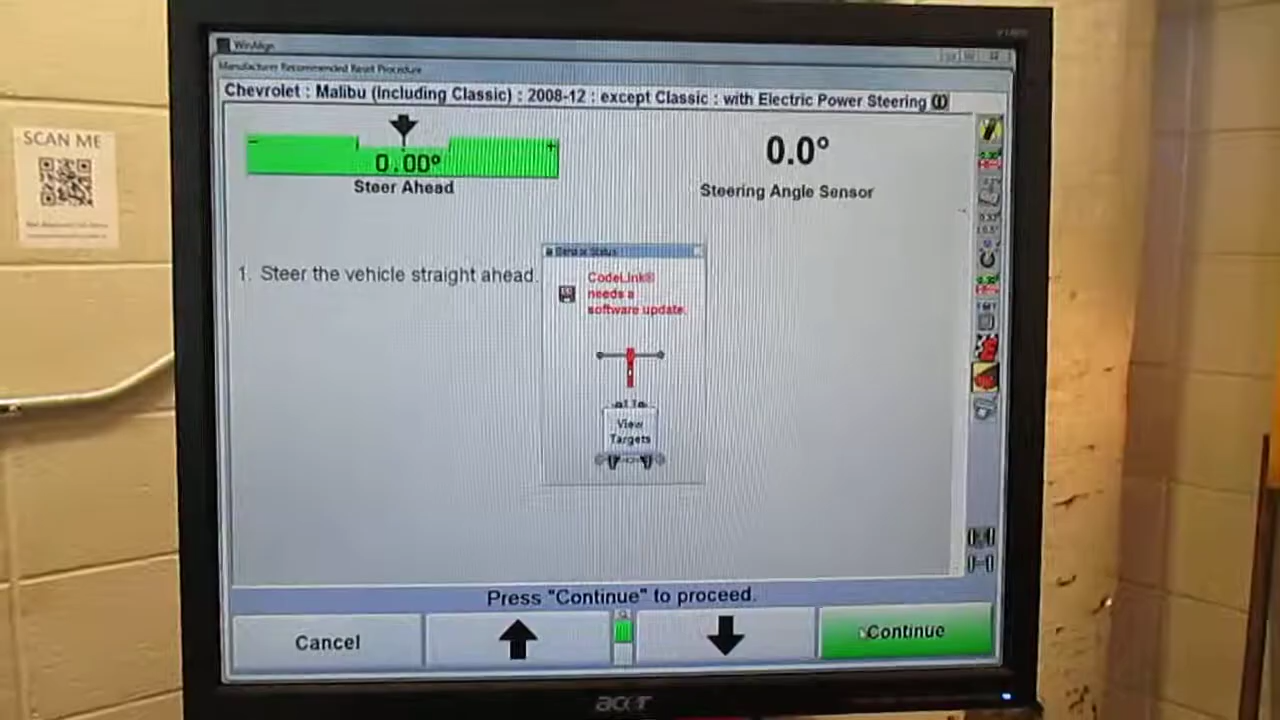 WinAlign
Manufacturer Recommended Reset Procedure
Chevrolet : Malibu (Including Classic) : 2008-12 : except Classic : with Electric Power Steering
SCAN ME
- +
0.00°
Steer Ahead
0.0°
Steering Angle Sensor
1. Steer the vehicle straight ahead.
Sensor Status
CodeLink®
needs a
software update.
View
Targets
Press "Continue" to proceed.
Cancel
Continue
acer